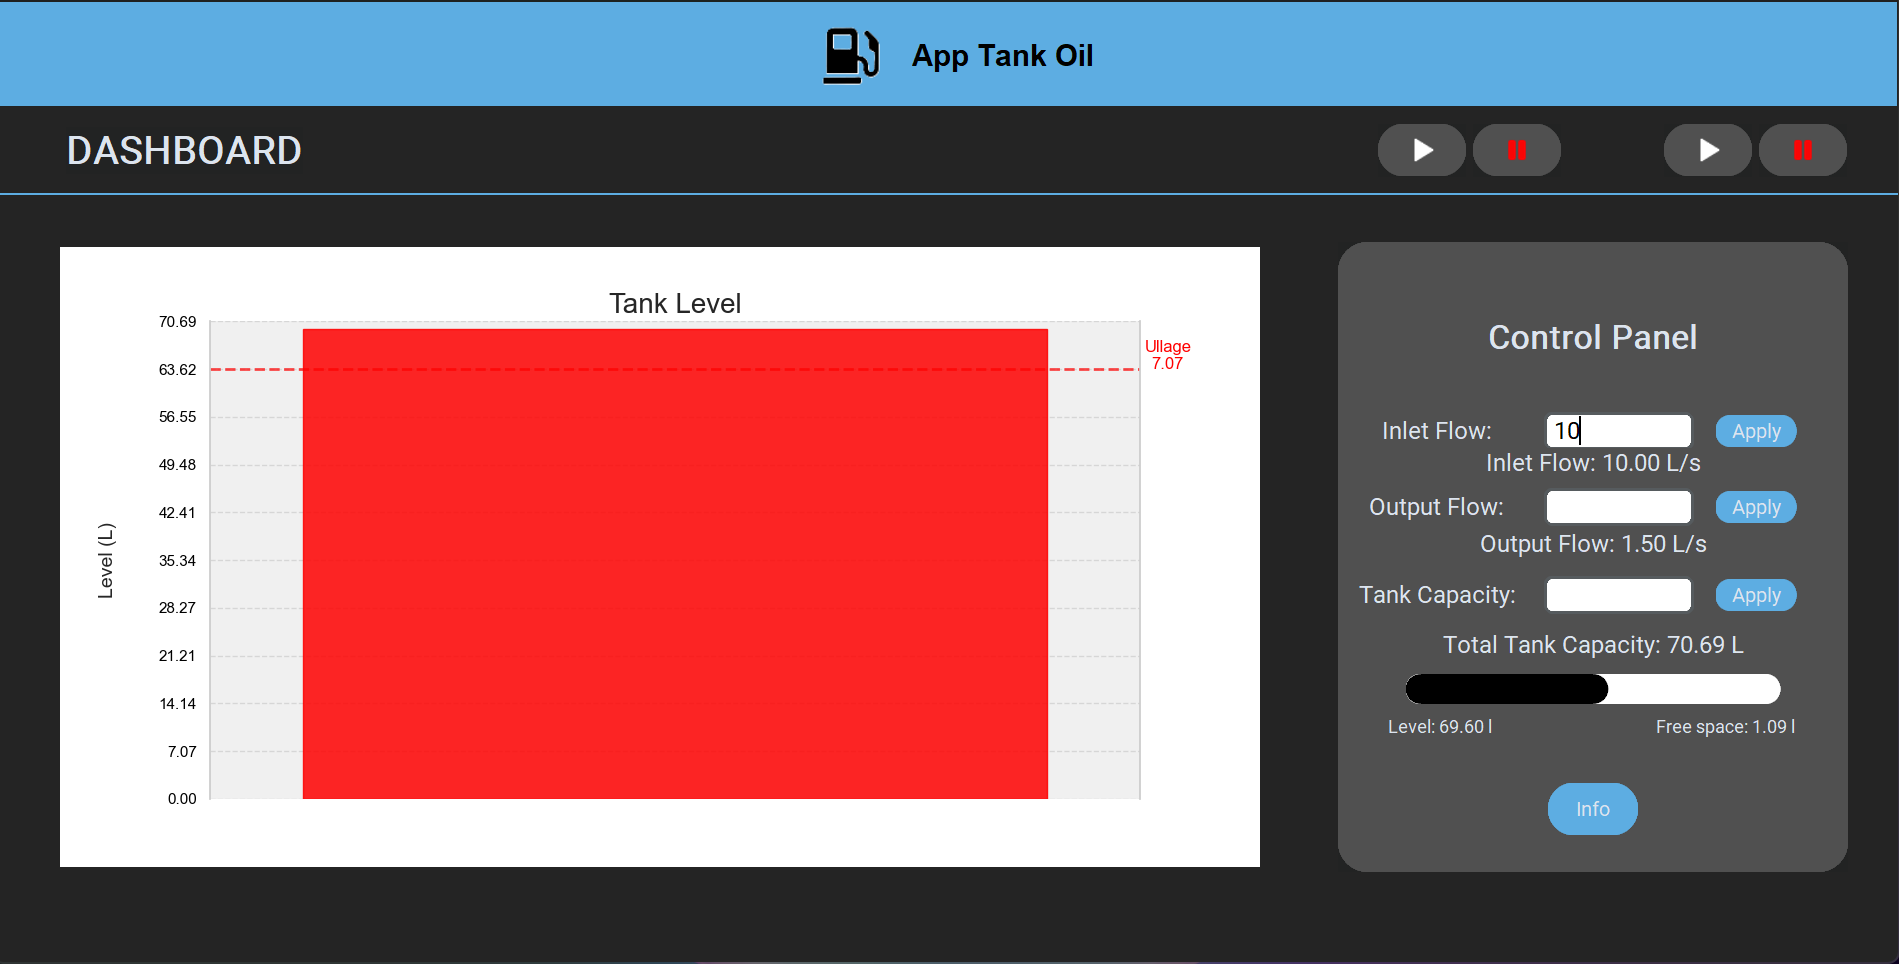 App Tank Oil
DASHBOARD
Tank Level
70.69
63.62
56.55
49.48
42.41
35.34
28.27
21.21
14.14
7.07
0.00
Level (L)
Ullage
7.07
Control Panel
Inlet Flow: 10 Apply
Inlet Flow: 10.00 L/s
Output Flow: Apply
Output Flow: 1.50 L/s
Tank Capacity: Apply
Total Tank Capacity: 70.69 L
Level: 69.60 l Free space: 1.09 l
Info